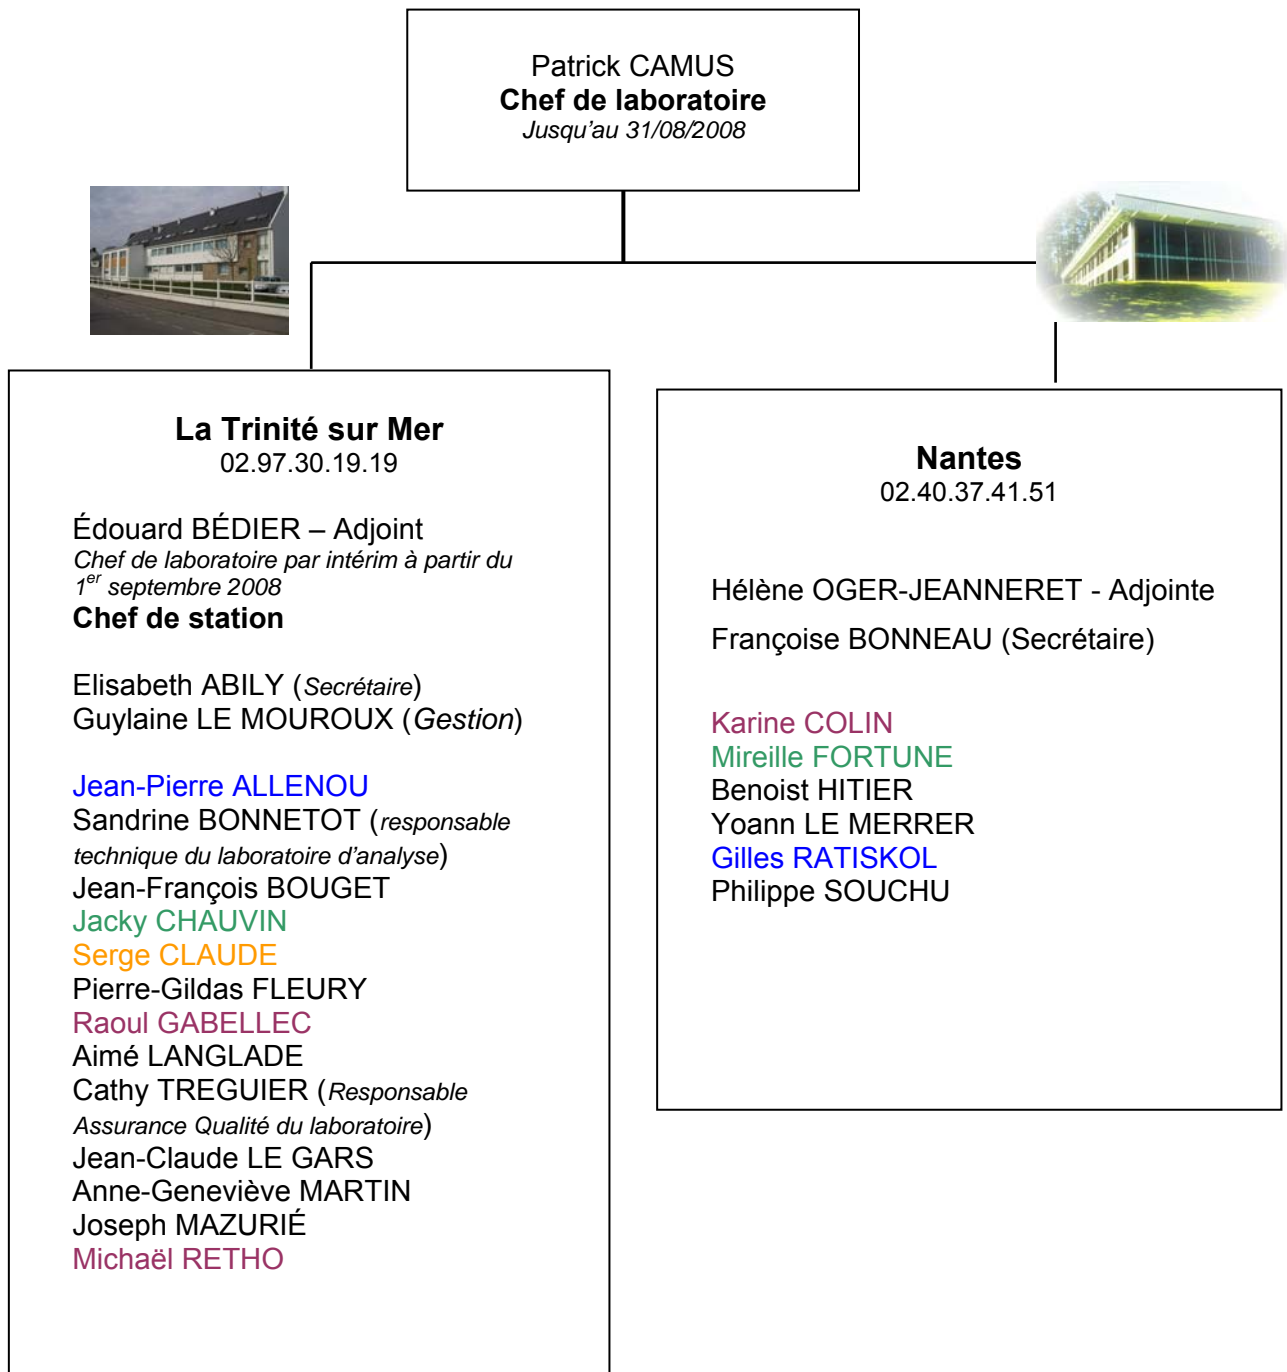 Patrick CAMUS
Chef de laboratoire
Jusqu'au 31/08/2008
La Trinité sur Mer
02.97.30.19.19
Édouard BÉDIER – Adjoint
Chef de laboratoire par intérim à partir du
1er septembre 2008
Chef de station
Elisabeth ABILY (Secrétaire)
Guylaine LE MOUROUX (Gestion)
Jean-Pierre ALLENOU
Sandrine BONNETOT (responsable
technique du laboratoire d'analyse)
Jean-François BOUGET
Jacky CHAUVIN
Serge CLAUDE
Pierre-Gildas FLEURY
Raoul GABELLEC
Aimé LANGLADE
Cathy TREGUIER (Responsable
Assurance Qualité du laboratoire)
Jean-Claude LE GARS
Anne-Geneviève MARTIN
Joseph MAZURIÉ
Michaël RETHO
Nantes
02.40.37.41.51
Hélène OGER-JEANNERET - Adjointe
Françoise BONNEAU (Secrétaire)
Karine COLIN
Mireille FORTUNE
Benoist HITIER
Yoann LE MERRER
Gilles RATISKOL
Philippe SOUCHU